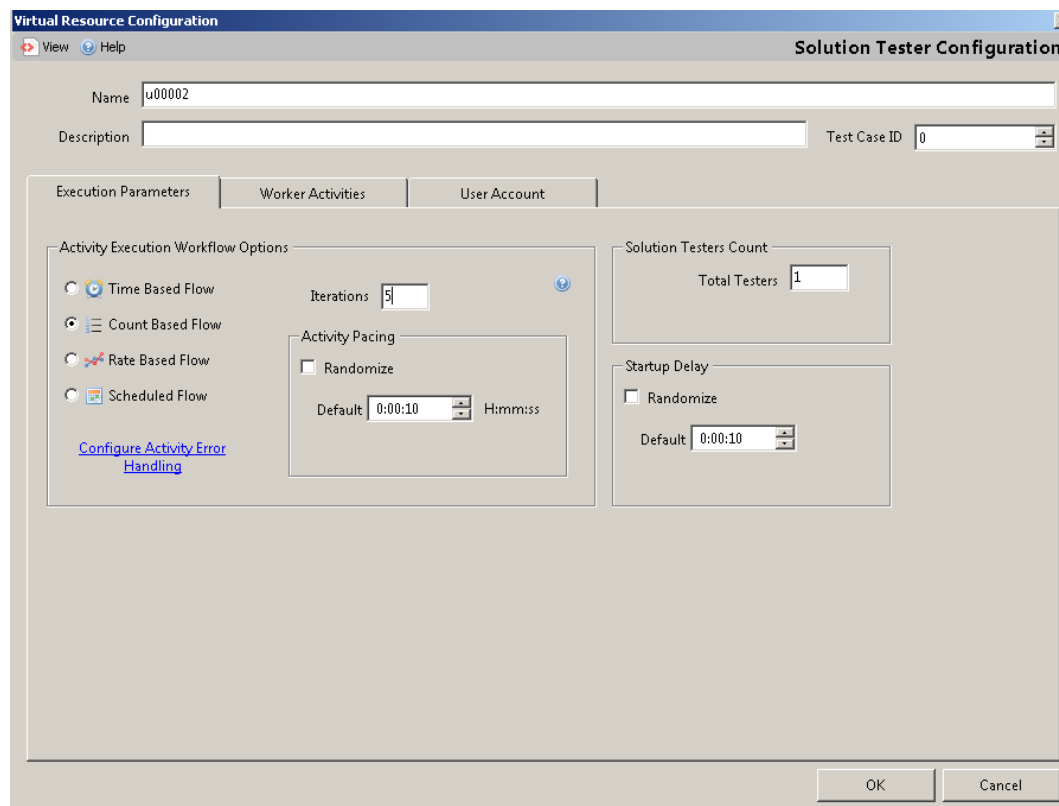 Virtual Resource Configuration
View Help
Solution Tester Configuration
Name u00002
Description
Test Case ID 0
Execution Parameters
Worker Activities
User Account
Activity Execution Workflow Options
Time Based Flow
Count Based Flow
Rate Based Flow
Scheduled Flow
Configure Activity Error
Handling
Iterations 5
Activity Pacing
Randomize
Default 0:00:10 H:mm:ss
Solution Testers Count
Total Testers 1
Startup Delay
Randomize
Default 0:00:10
OK
Cancel